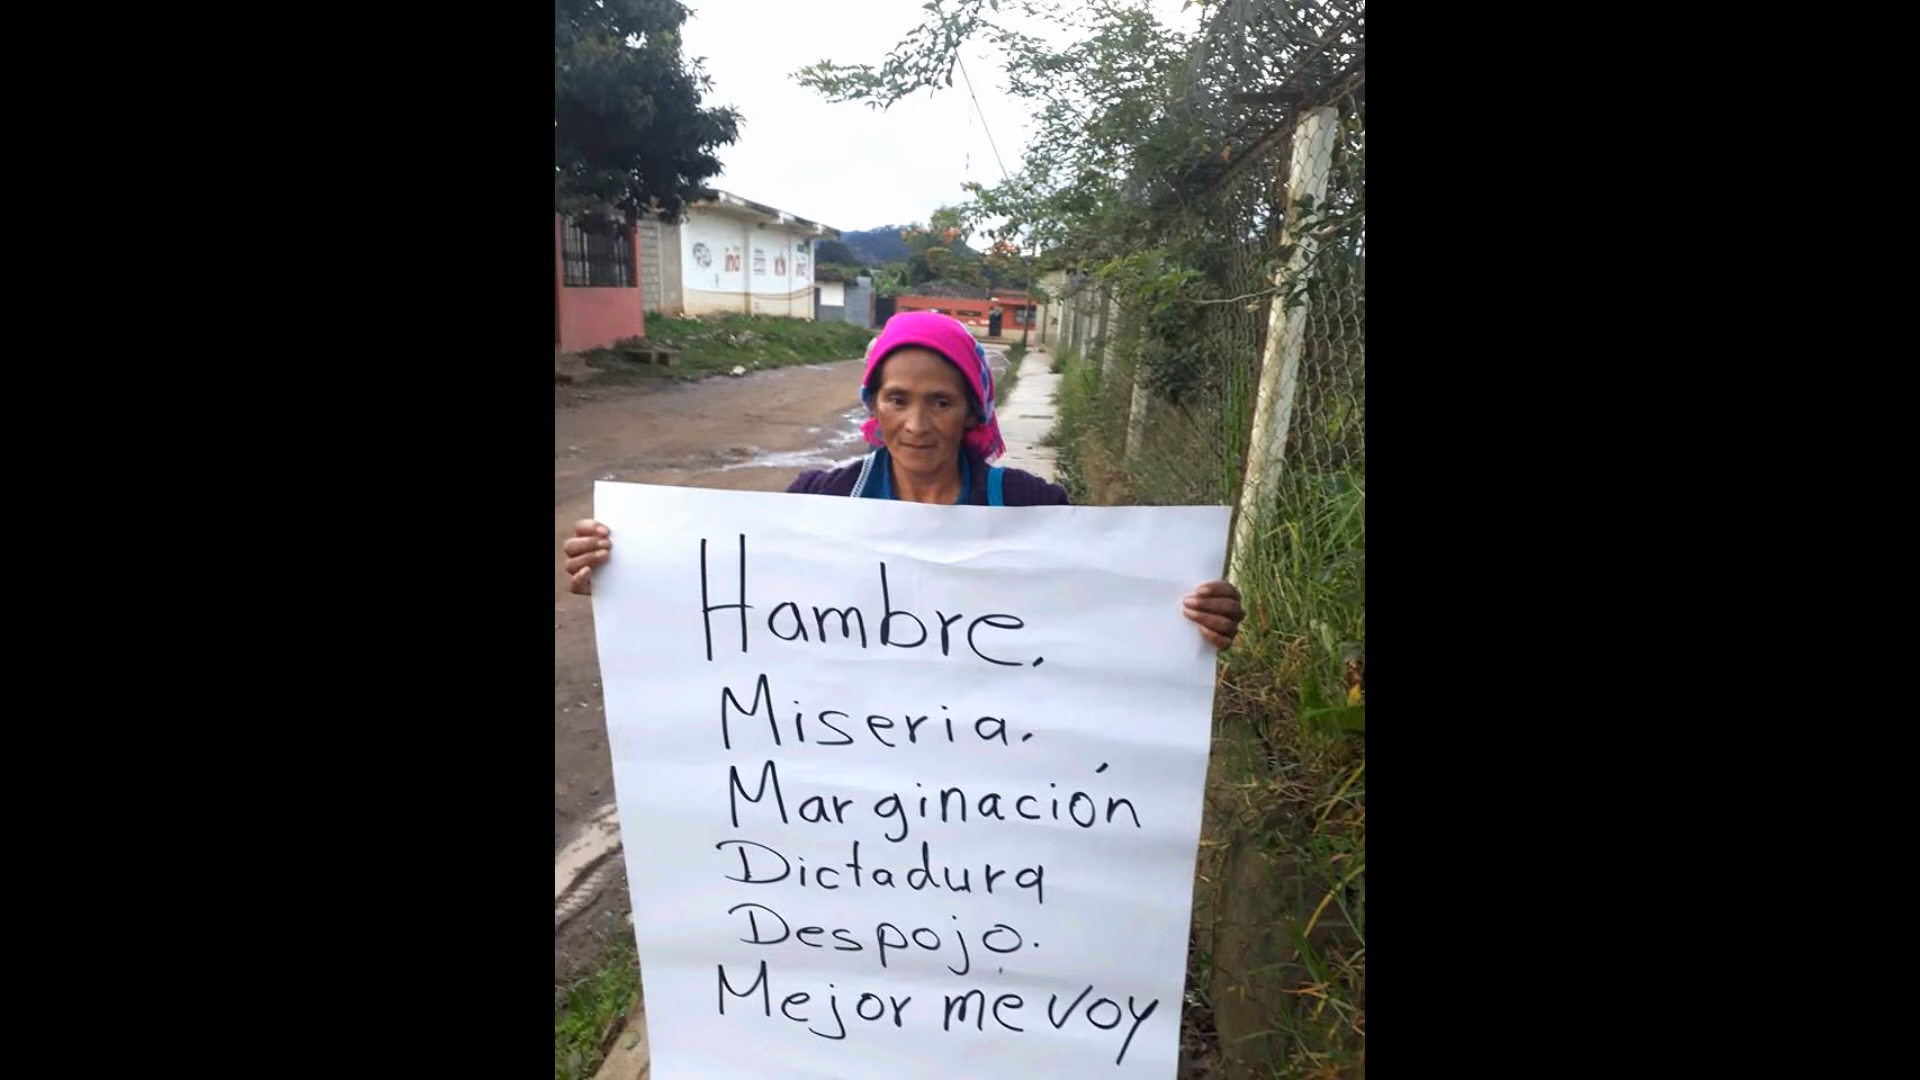 Hambre.
Miseria.
Marginación
Dictadura
Despojo.
Mejor me voy